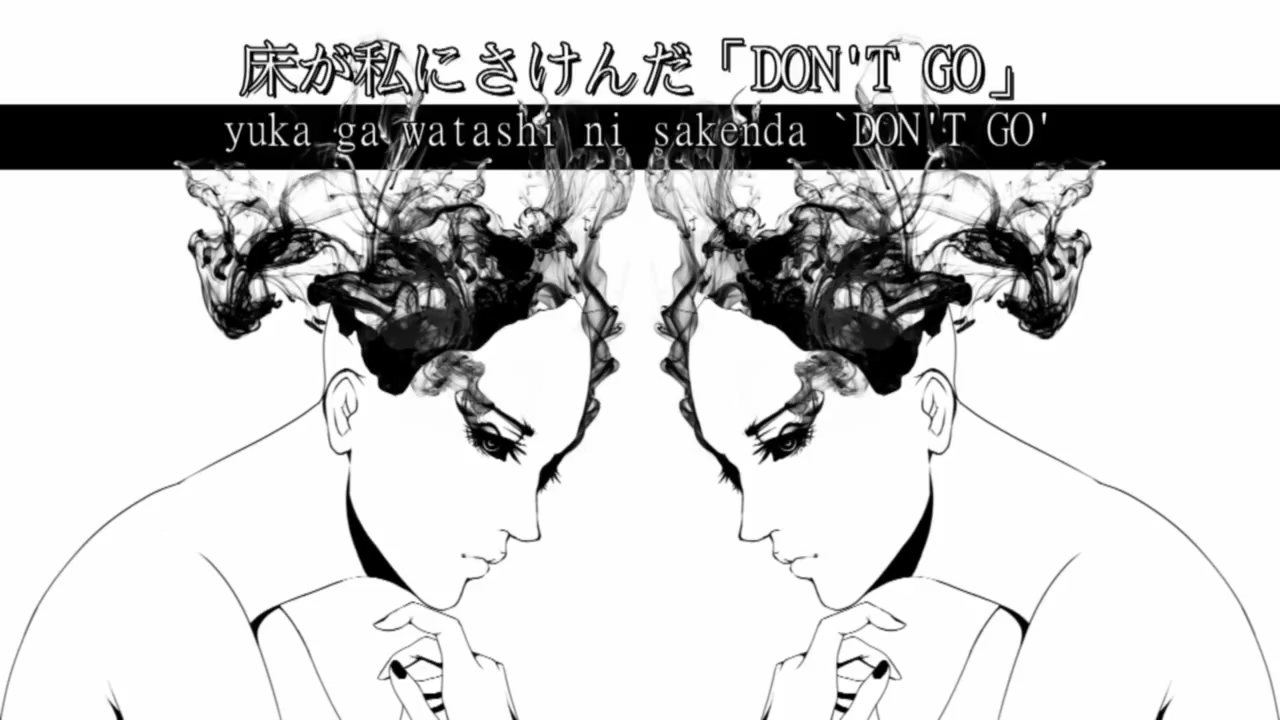 床が私にさけんだ「DON'T GO」
yuka ga watashi ni sakenda `DON'T GO'